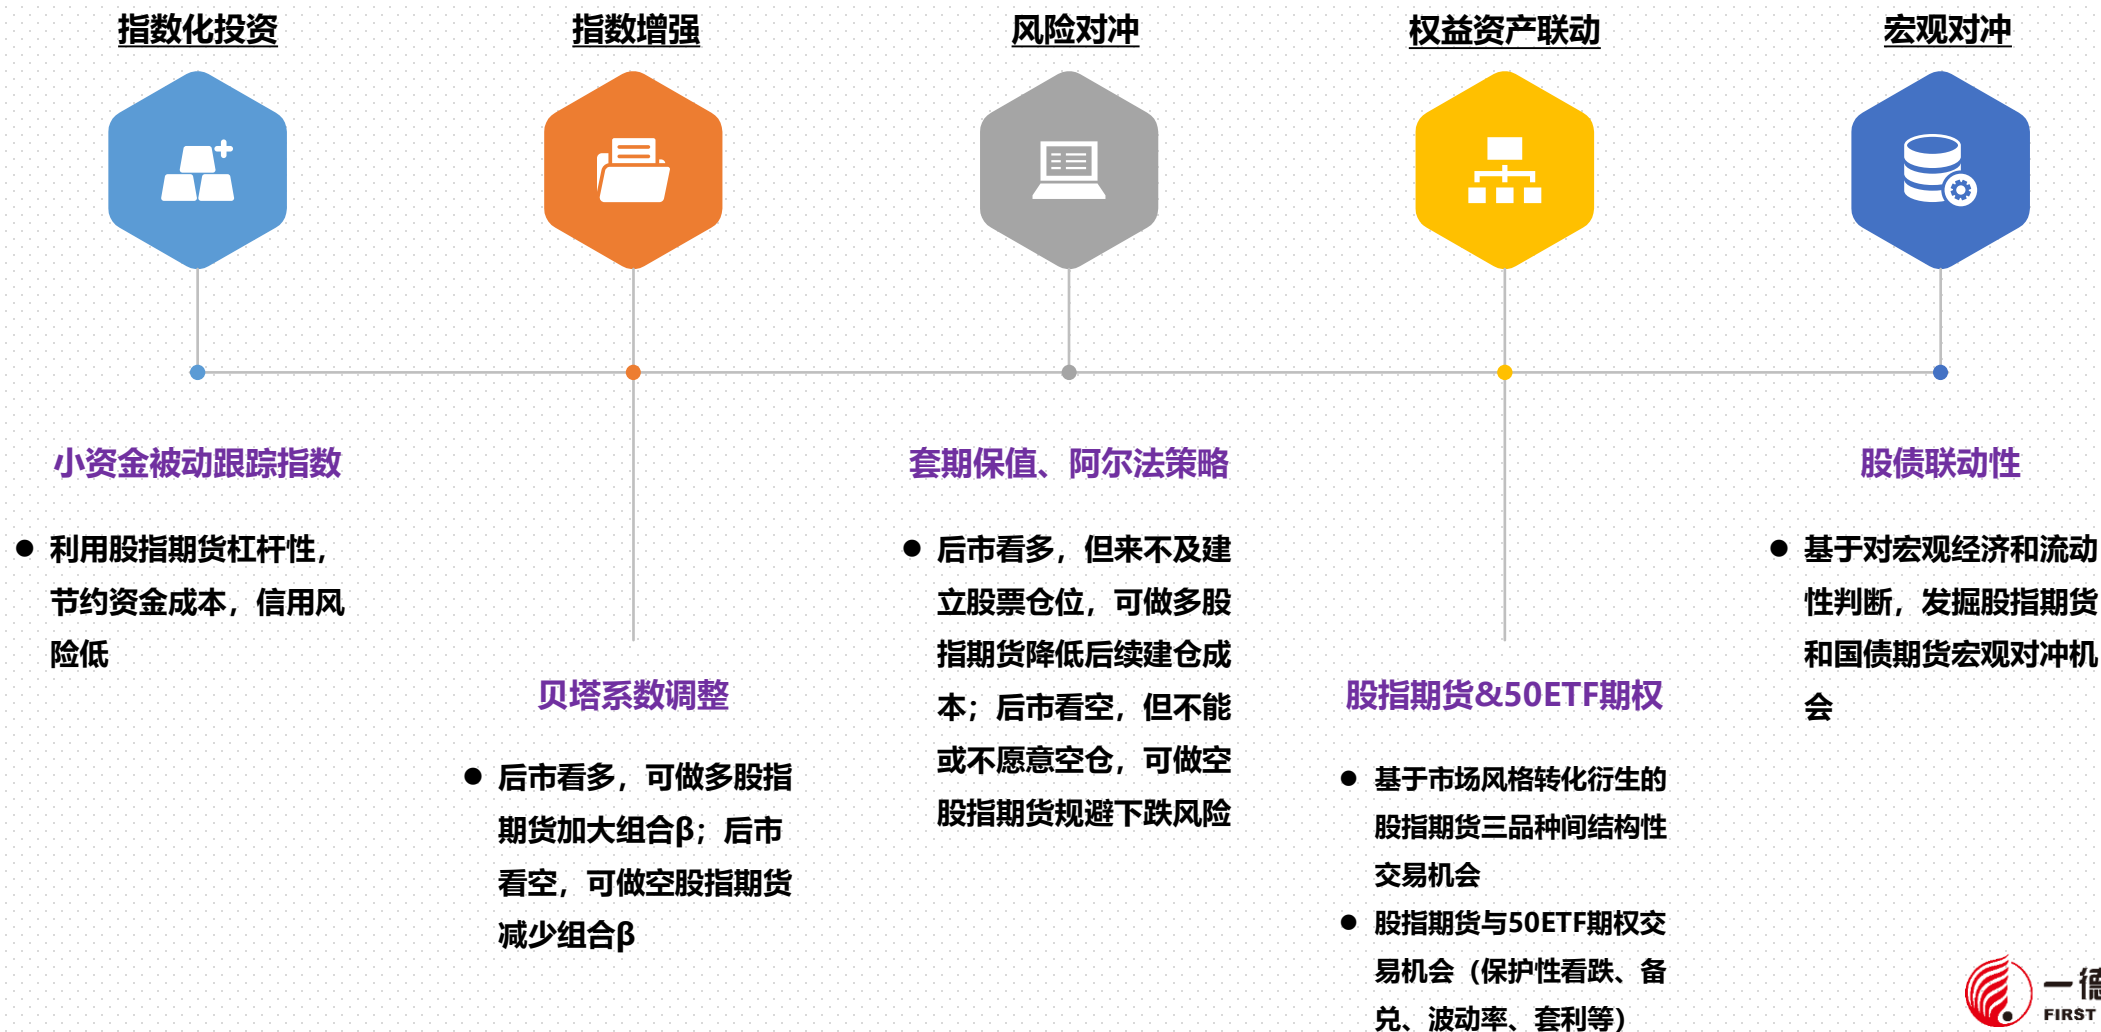 指数化投资
指数增强
风险对冲
权益资产联动
宏观对冲
小资金被动跟踪指数
● 利用股指期货杠杆性，
节约资金成本，信用风
险低
贝塔系数调整
● 后市看多，可做多股指
期货加大组合β；后市
看空，可做空股指期货
减少组合β
套期保值、阿尔法策略
● 后市看多，但来不及建
立股票仓位，可做多股
指期货降低后续建仓成
本；后市看空，但不能
或不愿意空仓，可做空
股指期货规避下跌风险
股指期货&50ETF期权
● 基于市场风格转化衍生的
股指期货三品种间结构性
交易机会
● 股指期货与50ETF期权交
易机会（保护性看跌、备
兑、波动率、套利等）
股债联动性
● 基于对宏观经济和流动
性判断，发掘股指期货
和国债期货宏观对冲机
会
一德
FIRST